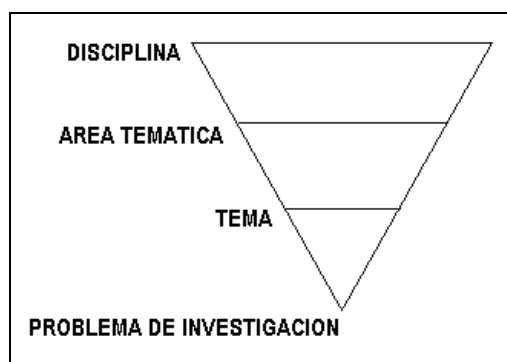 DISCIPLINA
AREA TEMATICA
TEMA
PROBLEMA DE INVESTIGACION